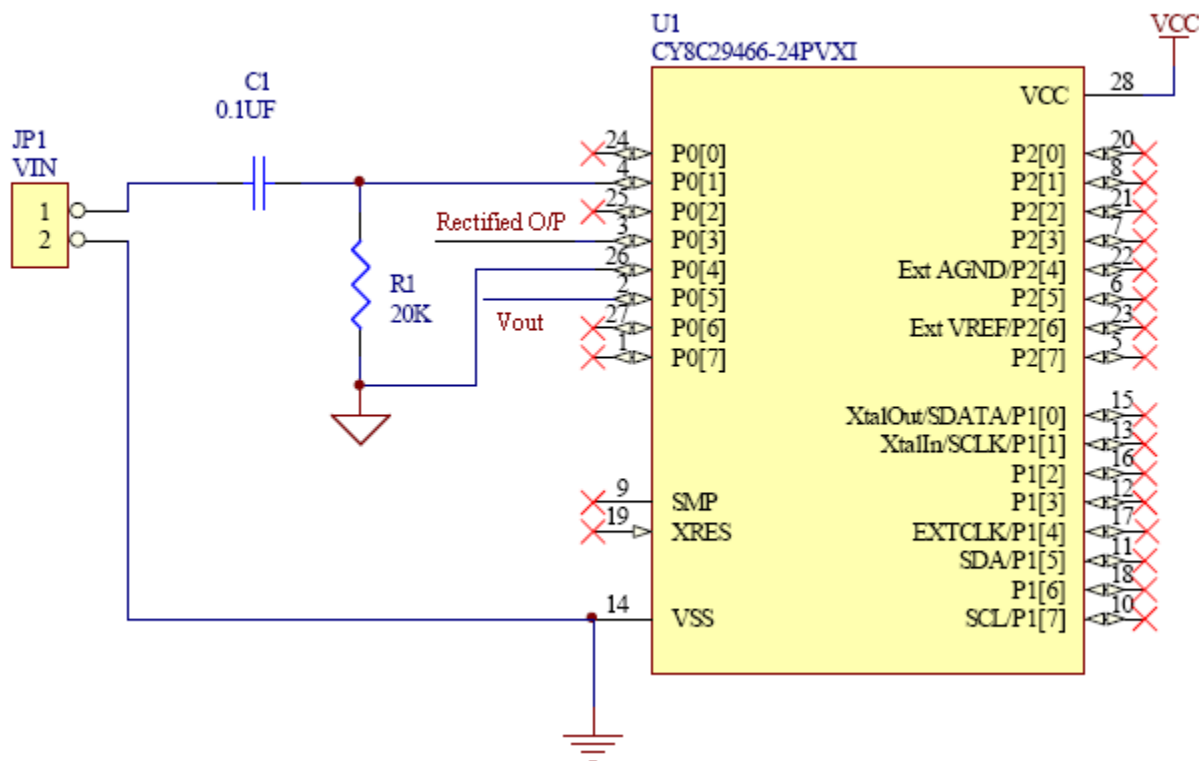 U1
CY8C29466-24PVXI
VCC
C1
0.1UF
JP1
VIN
1
2
R1
20K
Rectified O/P
Vout
24 P0[0]
4 P0[1]
25 P0[2]
3 P0[3]
26 P0[4]
2 P0[5]
27 P0[6]
1 P0[7]
9 SMP
19 XRES
14 VSS
VCC 28
P2[0] 20
P2[1] 8
P2[2] 21
P2[3] 7
Ext AGND/P2[4] 22
P2[5] 6
Ext VREF/P2[6] 23
P2[7] 5
XtalOut/SDATA/P1[0] 15
XtalIn/SCLK/P1[1] 13
P1[2] 16
P1[3] 12
EXTCLK/P1[4] 17
SDA/P1[5] 11
P1[6] 18
SCL/P1[7] 10